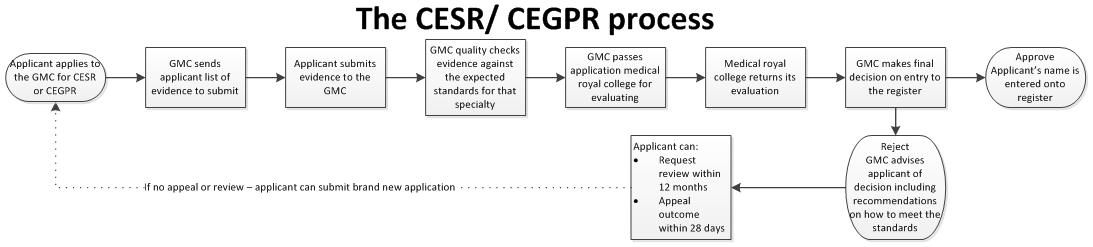 The CESR/ CEGPR process
Applicant applies to
the GMC for CESR
or CEGPR
GMC sends
applicant list of
evidence to submit
Applicant submits
evidence to the
GMC
GMC quality checks
evidence against
the expected
standards for that
specialty
GMC passes
application medical
royal college for
evaluating
Medical royal
college returns its
evaluation
GMC makes final
decision on entry to
the register
Approve
Applicant's name is
entered onto
register
Reject
GMC advises
applicant of
decision including
recommendations
on how to meet the
standards
Applicant can:
• Request
review within
12 months
• Appeal
outcome
within 28 days
If no appeal or review – applicant can submit brand new application